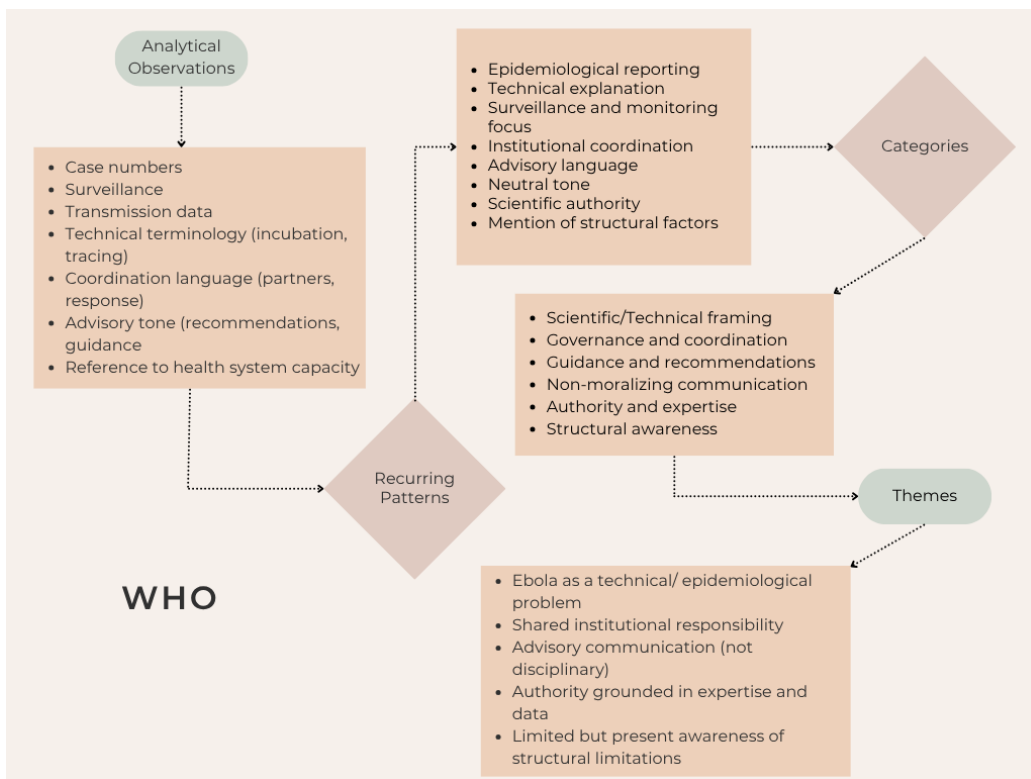 Analytical
Observations
• Case numbers
• Surveillance
• Transmission data
• Technical terminology (incubation,
tracing)
• Coordination language (partners,
response)
• Advisory tone (recommendations,
guidance
• Reference to health system capacity
Recurring
Patterns
• Epidemiological reporting
• Technical explanation
• Surveillance and monitoring
focus
• Institutional coordination
• Advisory language
• Neutral tone
• Scientific authority
• Mention of structural factors
Categories
• Scientific/Technical framing
• Governance and coordination
• Guidance and recommendations
• Non-moralizing communication
• Authority and expertise
• Structural awareness
Themes
• Ebola as a technical/ epidemiological
problem
• Shared institutional responsibility
• Advisory communication (not
disciplinary)
• Authority grounded in expertise and
data
• Limited but present awareness of
structural limitations
WHO